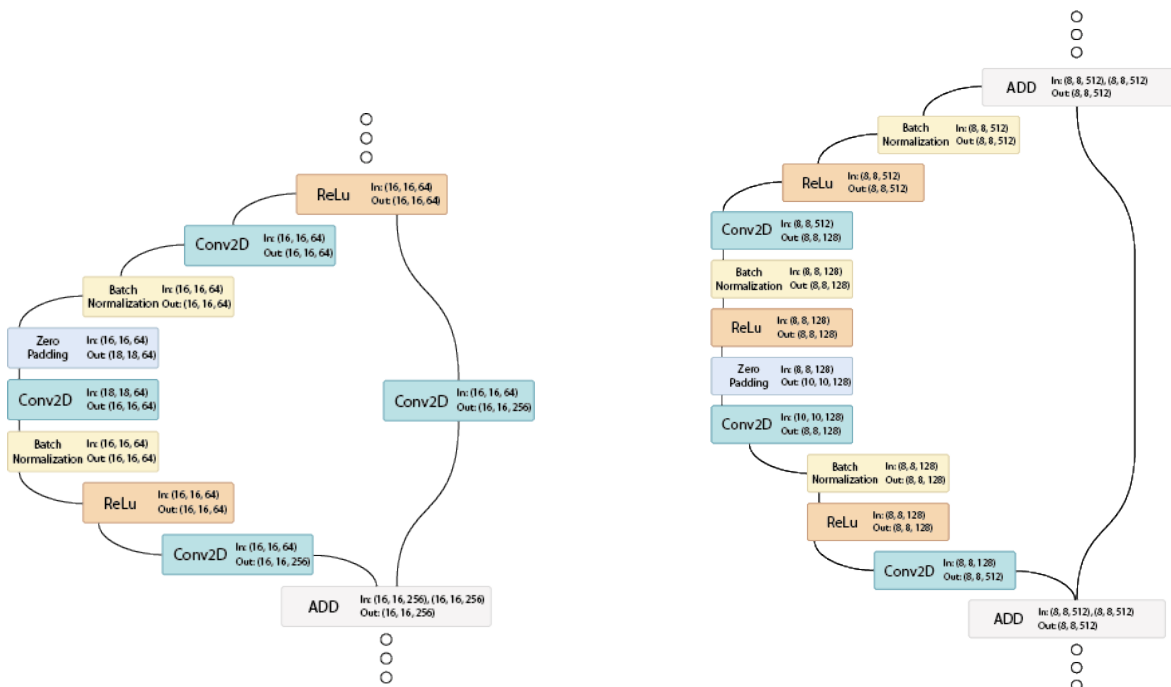 ReLu
In: (16, 16, 64)
Out: (16, 16, 64)
Conv2D
In: (16, 16, 64)
Out: (16, 16, 64)
Batch
Normalization
In: (16, 16, 64)
Out: (16, 16, 64)
Zero
Padding
In: (16, 16, 64)
Out: (18, 18, 64)
Conv2D
In: (18, 18, 64)
Out: (16, 16, 64)
Batch
Normalization
In: (16, 16, 64)
Out: (16, 16, 64)
ReLu
In: (16, 16, 64)
Out: (16, 16, 64)
Conv2D
In: (16, 16, 64)
Out: (16, 16, 256)
Conv2D
In: (16, 16, 64)
Out: (16, 16, 256)
ADD
In: (16, 16, 256), (16, 16, 256)
Out: (16, 16, 256)
ADD
In: (8, 8, 512), (8, 8, 512)
Out: (8, 8, 512)
Batch
Normalization
In: (8, 8, 512)
Out: (8, 8, 512)
ReLu
In: (8, 8, 512)
Out: (8, 8, 512)
Conv2D
In: (8, 8, 512)
Out: (8, 8, 128)
Batch
Normalization
In: (8, 8, 128)
Out: (8, 8, 128)
ReLu
In: (8, 8, 128)
Out: (8, 8, 128)
Zero
Padding
In: (8, 8, 128)
Out: (10, 10, 128)
Conv2D
In: (10, 10, 128)
Out: (8, 8, 128)
Batch
Normalization
In: (8, 8, 128)
Out: (8, 8, 128)
ReLu
In: (8, 8, 128)
Out: (8, 8, 128)
Conv2D
In: (8, 8, 128)
Out: (8, 8, 512)
ADD
In: (8, 8, 512), (8, 8, 512)
Out: (8, 8, 512)